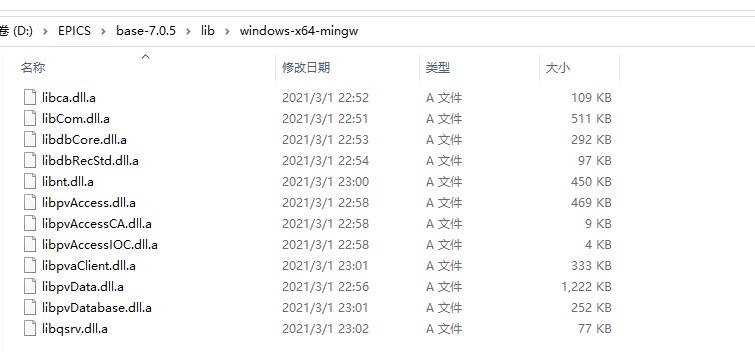 卷 (D:) > EPICS > base-7.0.5 > lib > windows-x64-mingw
名称 修改日期 类型 大小
libca.dll.a 2021/3/1 22:52 A 文件 109 KB
libCom.dll.a 2021/3/1 22:51 A 文件 511 KB
libdbCore.dll.a 2021/3/1 22:53 A 文件 292 KB
libdbRecStd.dll.a 2021/3/1 22:54 A 文件 97 KB
libnt.dll.a 2021/3/1 23:00 A 文件 450 KB
libpvAccess.dll.a 2021/3/1 22:58 A 文件 469 KB
libpvAccessCA.dll.a 2021/3/1 22:58 A 文件 9 KB
libpvAccessIOC.dll.a 2021/3/1 22:58 A 文件 4 KB
libpvaClient.dll.a 2021/3/1 23:01 A 文件 333 KB
libpvData.dll.a 2021/3/1 22:56 A 文件 1,222 KB
libpvDatabase.dll.a 2021/3/1 23:01 A 文件 252 KB
libqsrv.dll.a 2021/3/1 23:02 A 文件 77 KB